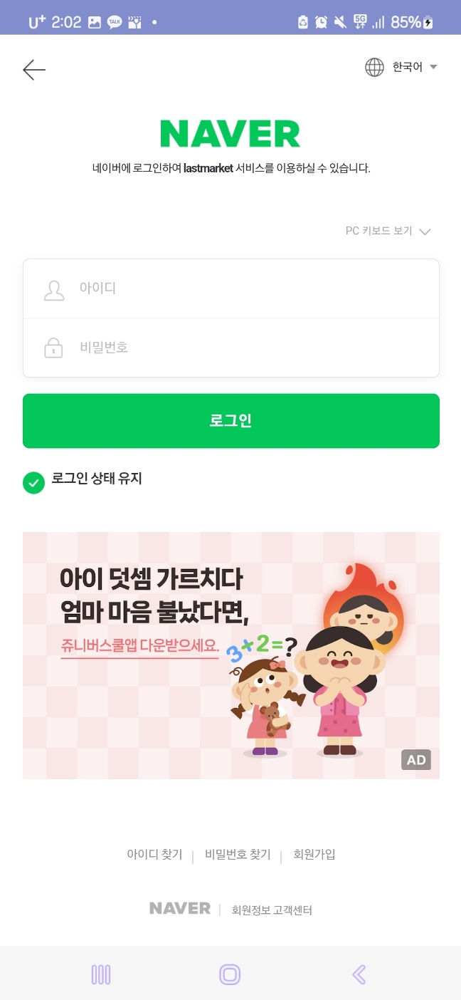 U+ 2:02 TALK 5G 85%
한국어
NAVER
네이버에 로그인하여 lastmarket 서비스를 이용하실 수 있습니다.
PC 키보드 보기
아이디
비밀번호
로그인
로그인 상태 유지
아이 덧셈 가르치다
엄마 마음 불났다면,
쥬니버스쿨앱 다운받으세요.
3+2=?
AD
아이디 찾기 | 비밀번호 찾기 | 회원가입
NAVER | 회원정보 고객센터